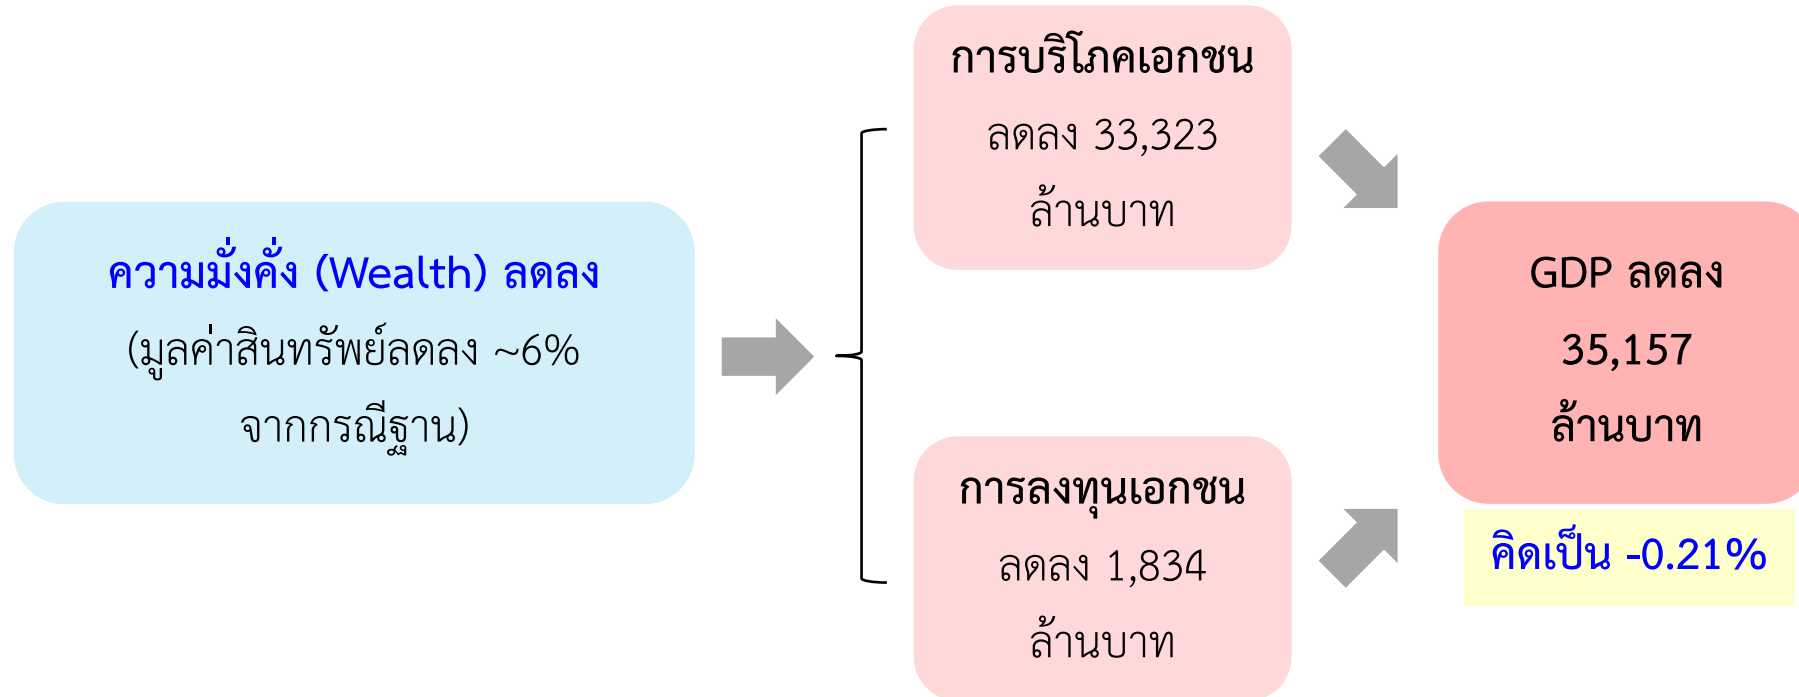 การบริโภคเอกชน
ลดลง 33,323
ล้านบาท
ความมั่งคั่ง (Wealth) ลดลง
(มูลค่าสินทรัพย์ลดลง ~6%
จากกรณีฐาน)
GDP ลดลง
35,157
ล้านบาท
คิดเป็น -0.21%
การลงทุนเอกชน
ลดลง 1,834
ล้านบาท